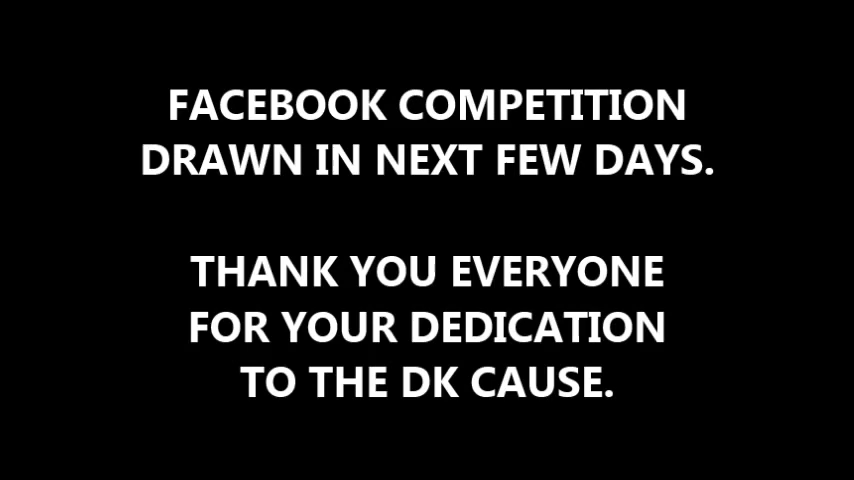 FACEBOOK COMPETITION
DRAWN IN NEXT FEW DAYS.
THANK YOU EVERYONE
FOR YOUR DEDICATION
TO THE DK CAUSE.